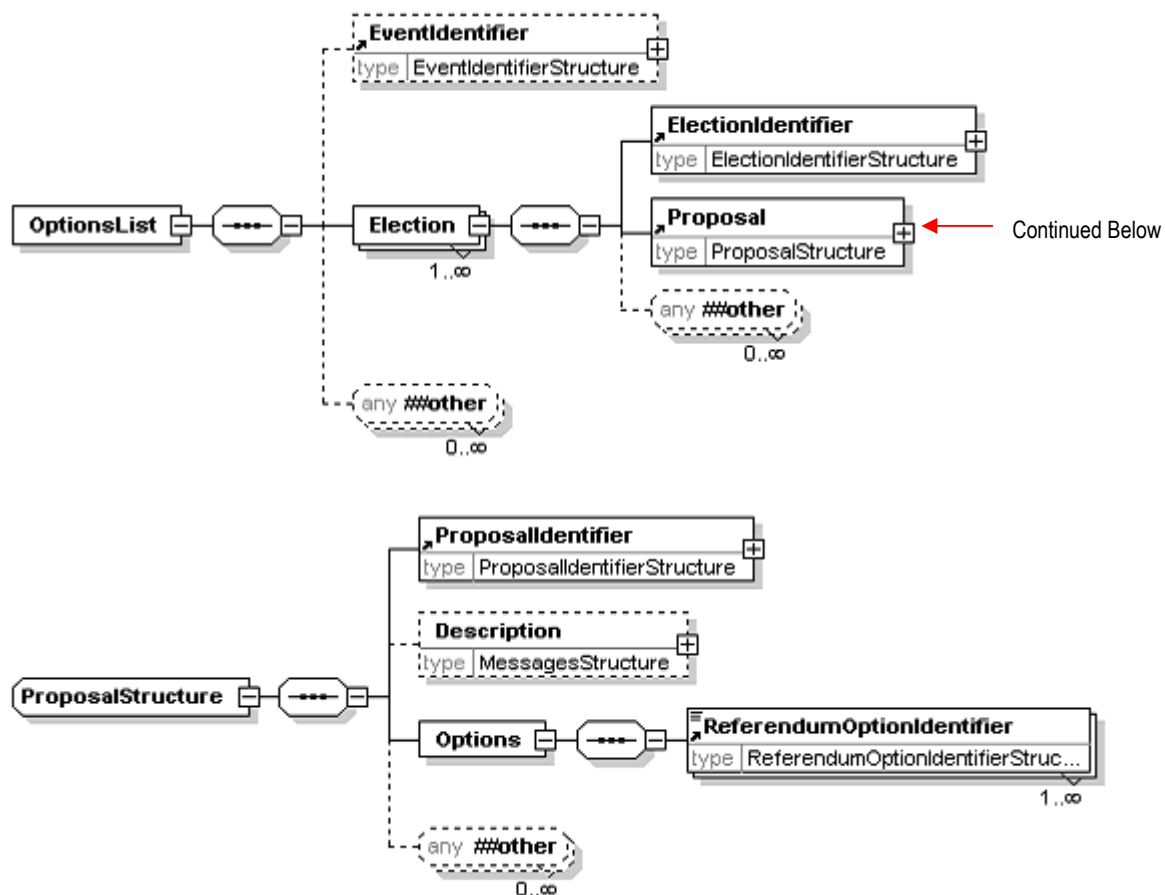 EventIdentifier
type EventIdentifierStructure
ElectionIdentifier
type ElectionIdentifierStructure
OptionsList
Election
1..∞
Proposal
type ProposalStructure
Continued Below
any ##other
0..∞
any ##other
0..∞
ProposalIdentifier
type ProposalIdentifierStructure
Description
type MessagesStructure
ProposalStructure
Options
ReferendumOptionIdentifier
type ReferendumOptionIdentifierStruc...
1..∞
any ##other
0..∞